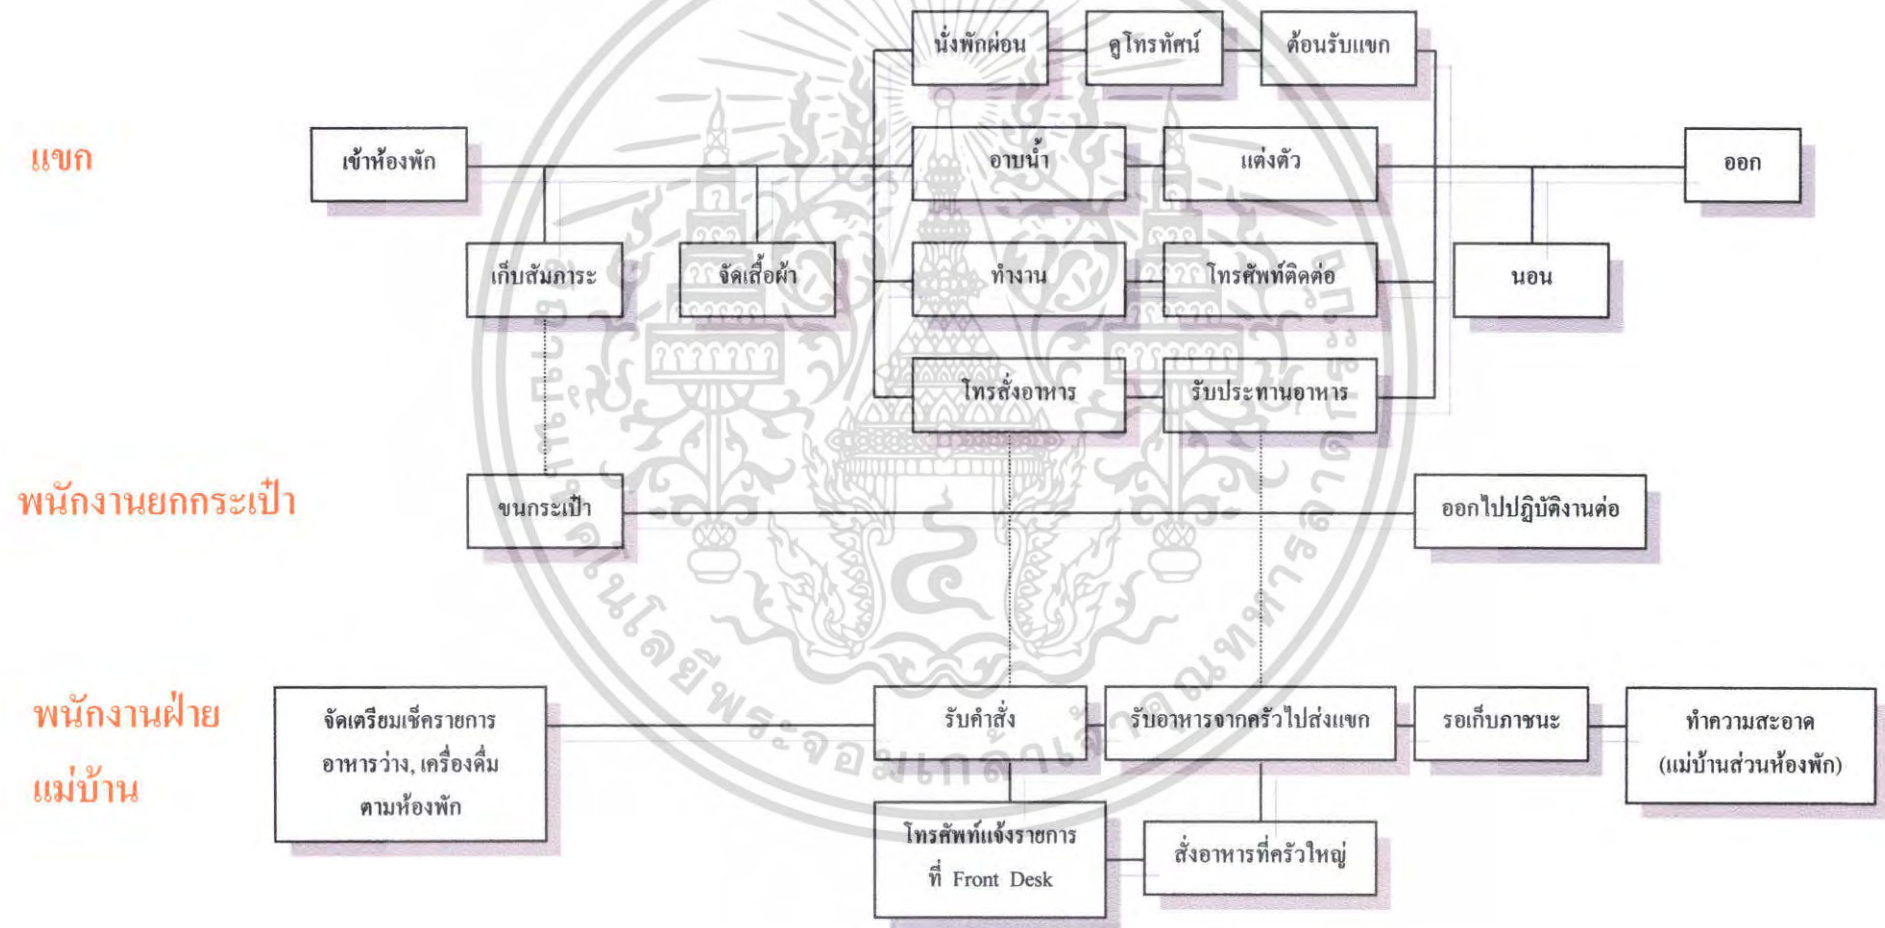 นั่งพักผ่อน
ดูโทรทัศน์
ต้อนรับแขก
แขก
เข้าห้องพัก
อาบน้ำ
แต่งตัว
ออก
เก็บสัมภาระ
จัดเสื้อผ้า
ทำงาน
โทรศัพท์ติดต่อ
นอน
โทรสั่งอาหาร
รับประทานอาหาร
พนักงานยกกระเป๋า
ขนกระเป๋า
ออกไปปฏิบัติงานต่อ
พนักงานฝ่าย
แม่บ้าน
จัดเตรียมเช็ครายการ
อาหารว่าง, เครื่องดื่ม
ตามห้องพัก
รับคำสั่ง
รับอาหารจากครัวไปส่งแขก
รอเก็บภาชนะ
ทำความสะอาด
(แม่บ้านส่วนห้องพัก)
โทรศัพท์แจ้งรายการ
ที่ Front Desk
สั่งอาหารที่ครัวใหญ่